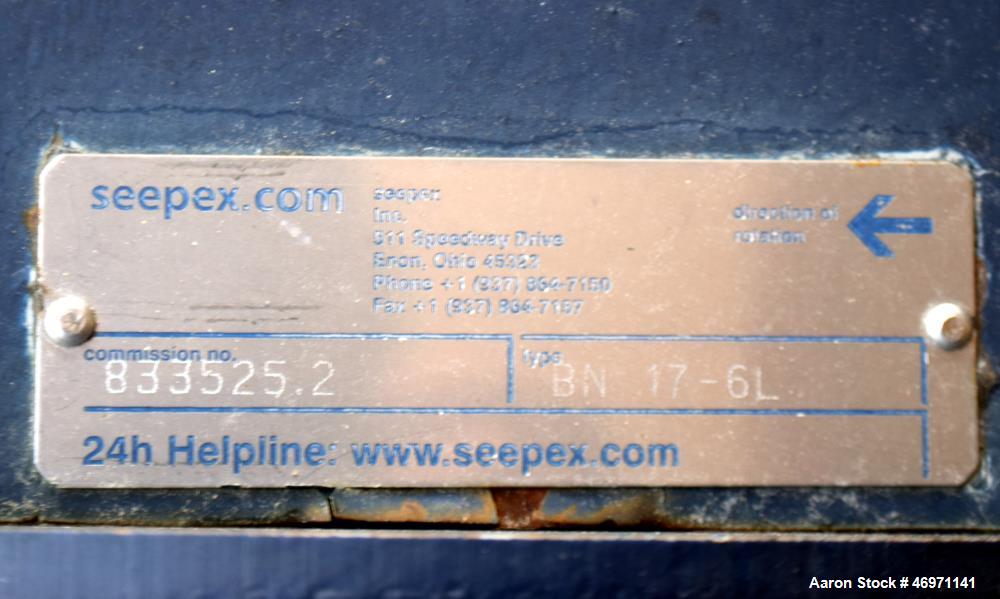 seepex.com
seepex
Inc.
511 Speedway Drive
Enon, Ohio 45323
Phone +1 (937) 864-7150
Fax +1 (937) 864-7157
direction of
rotation
commission no.
833525.2
type
BN 17-6L
24h Helpline: www.seepex.com
Aaron Stock # 46971141